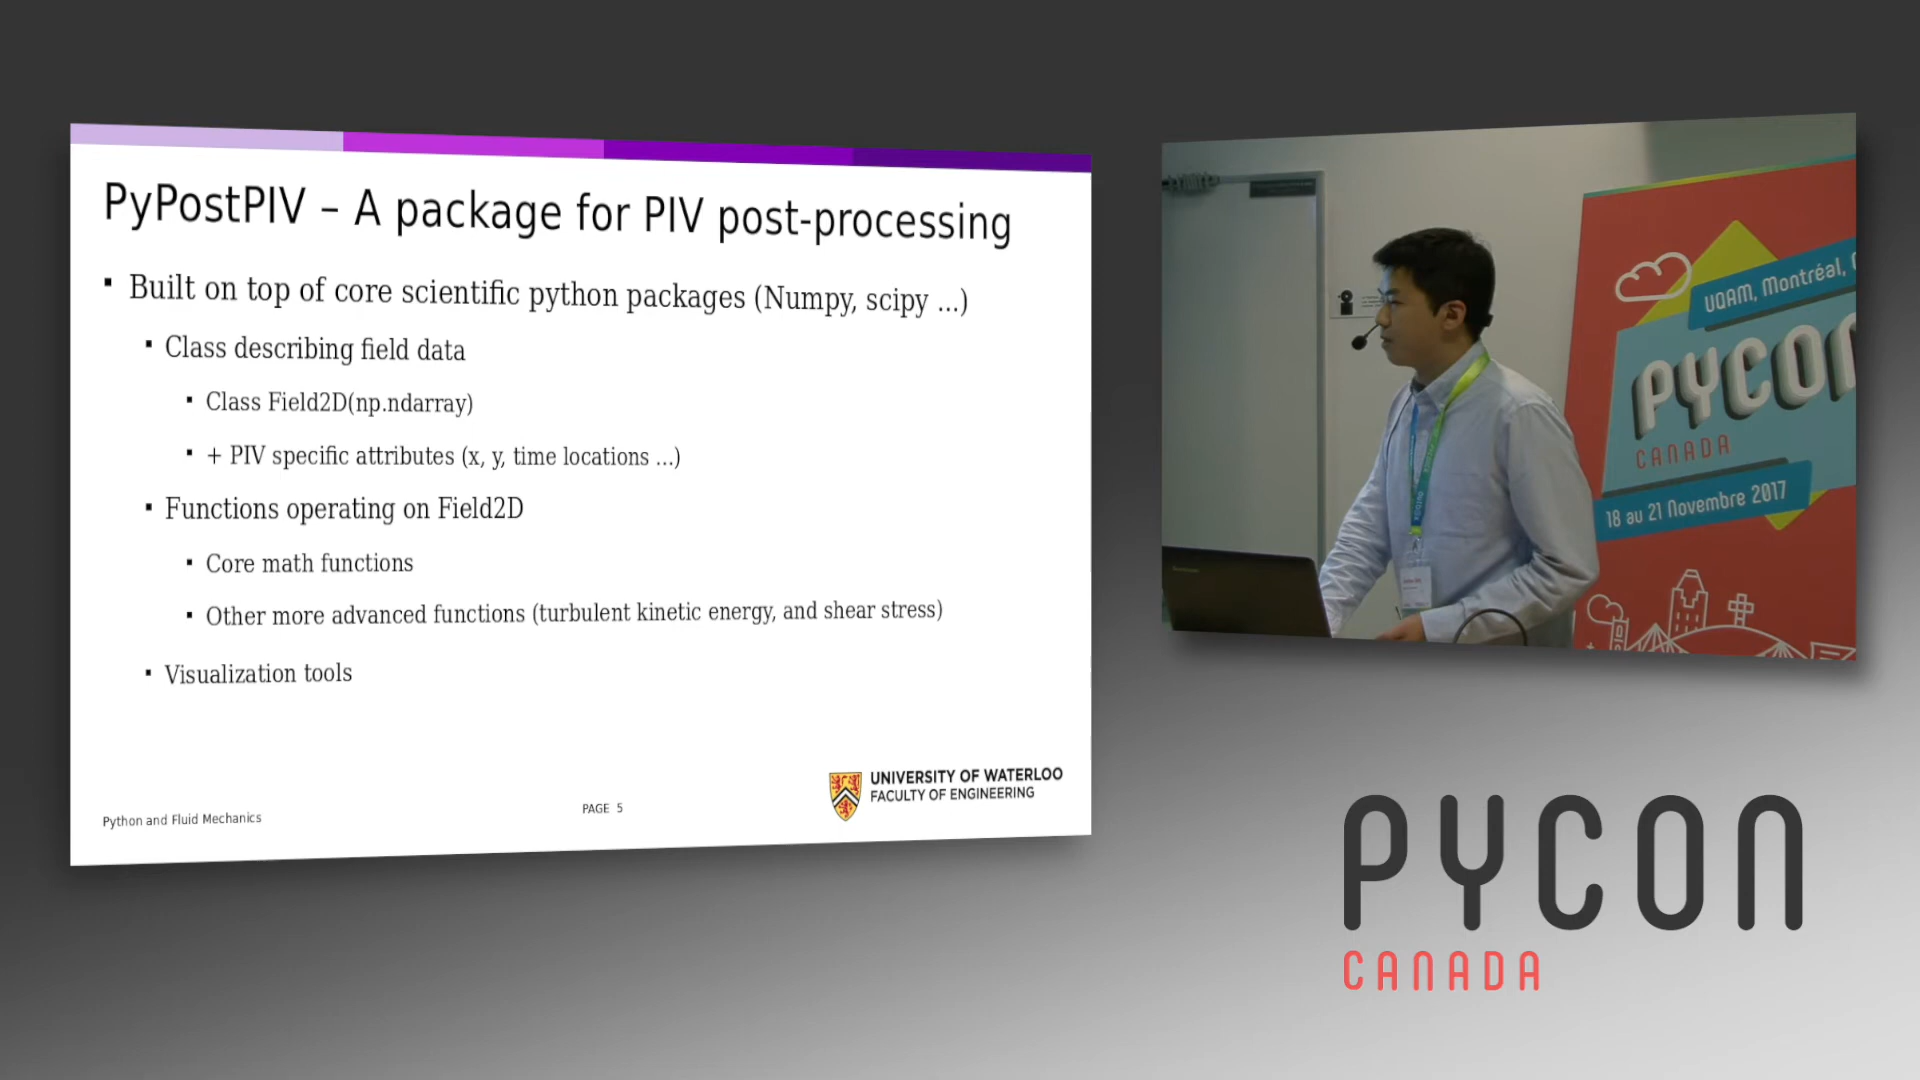 PyPostPIV – A package for PIV post-processing
Built on top of core scientific python packages (Numpy, scipy ...)
Class describing field data
Class Field2D(np.ndarray)
+ PIV specific attributes (x, y, time locations ...)
Functions operating on Field2D
Core math functions
Other more advanced functions (turbulent kinetic energy, and shear stress)
Visualization tools
Python and Fluid Mechanics
PAGE 5
UNIVERSITY OF WATERLOO
FACULTY OF ENGINEERING
UQAM, Montréal,
PYCON
CANADA
18 au 21 Novembre 2017
PYCON
CANADA